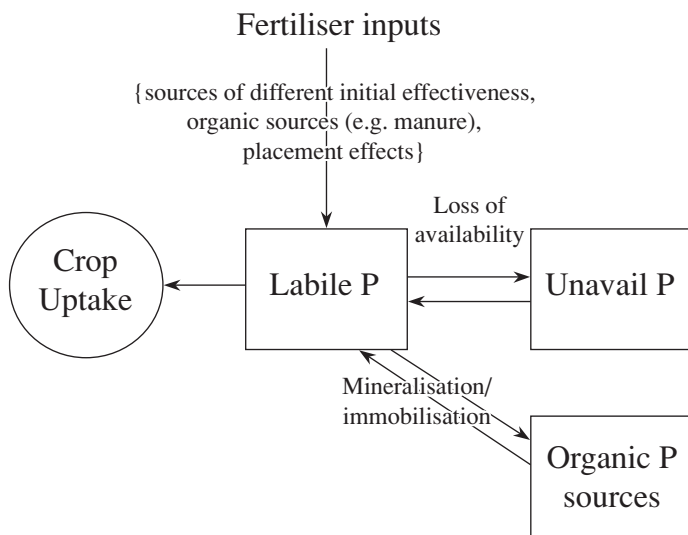 Fertiliser inputs
{sources of different initial effectiveness,
organic sources (e.g. manure),
placement effects}
Loss of
availability
Crop
Uptake
Labile P
Unavail P
Mineralisation/
immobilisation
Organic P
sources